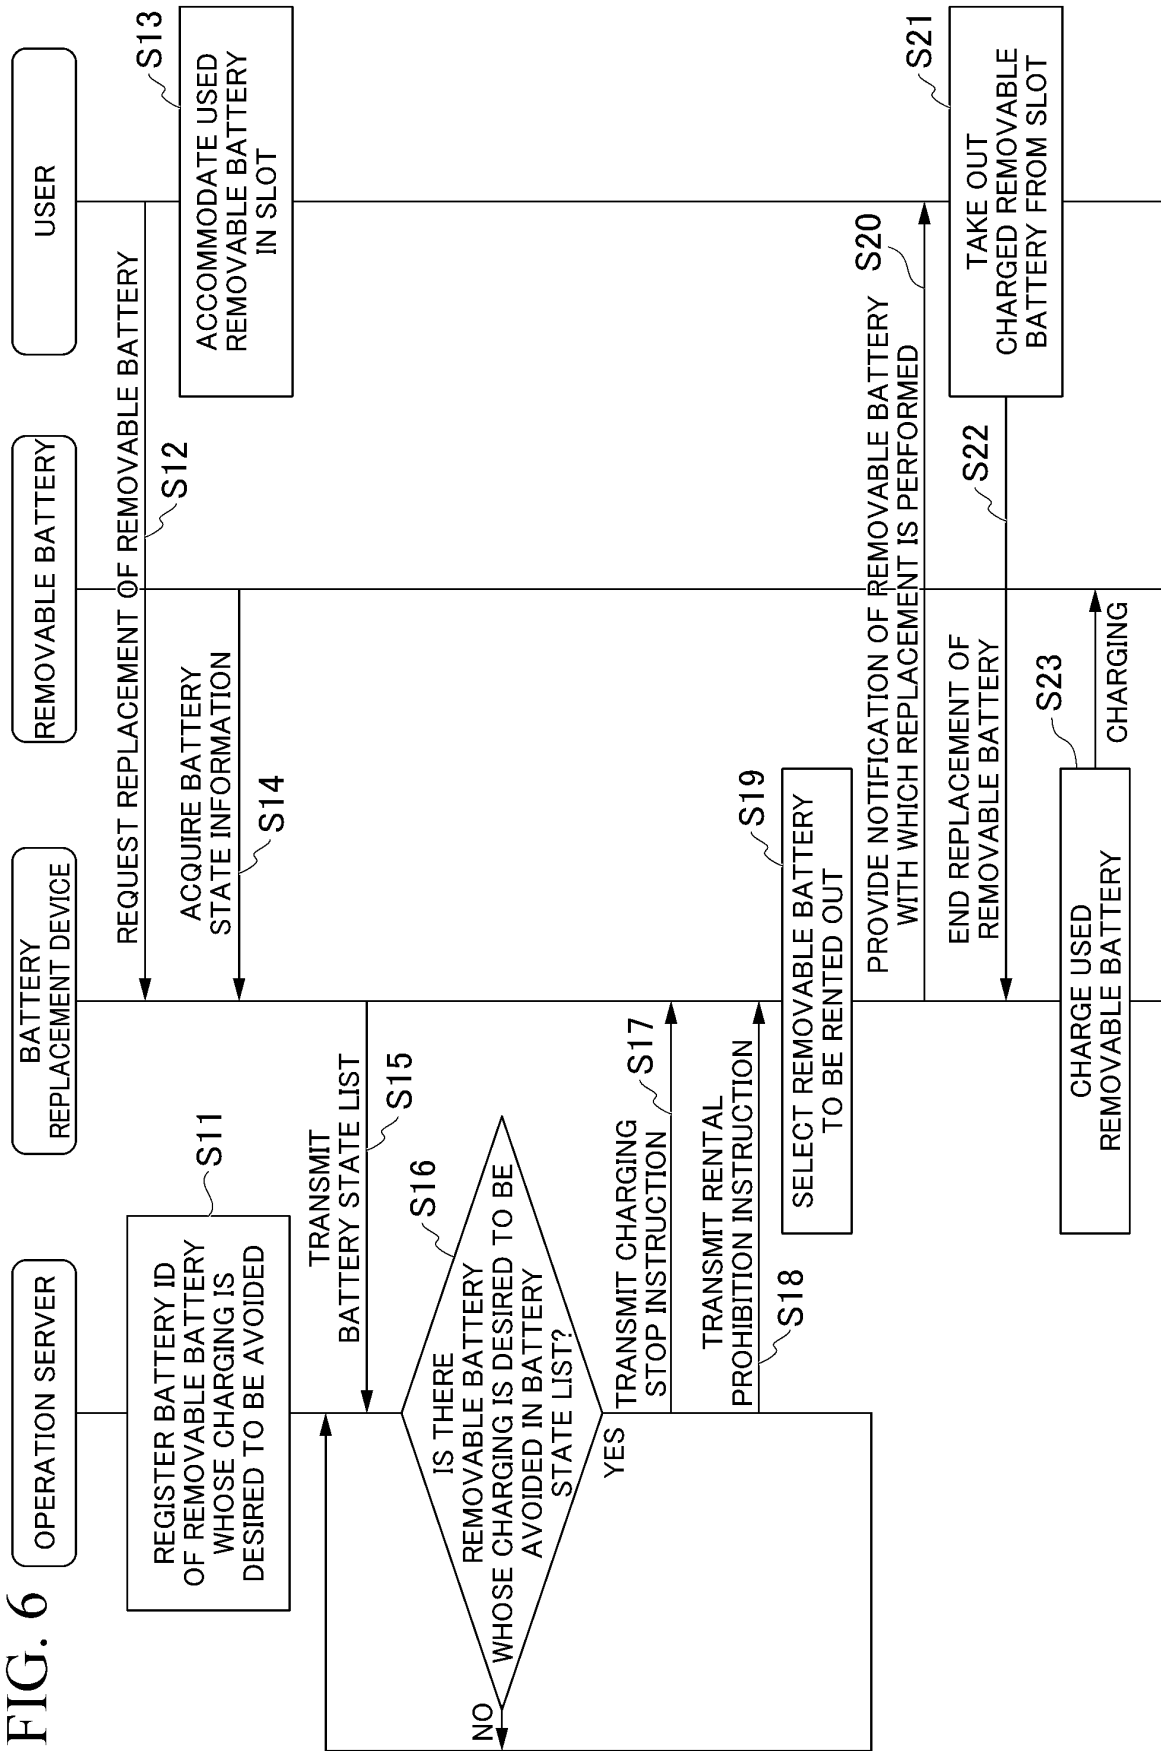 FIG. 6
OPERATION SERVER
BATTERY
REPLACEMENT DEVICE
REMOVABLE BATTERY
USER
S11
REGISTER BATTERY ID
OF REMOVABLE BATTERY
WHOSE CHARGING IS
DESIRED TO BE AVOIDED
REQUEST REPLACEMENT OF REMOVABLE BATTERY
S12
S13
ACCOMMODATE USED
REMOVABLE BATTERY
IN SLOT
ACQUIRE BATTERY
STATE INFORMATION
S14
TRANSMIT
BATTERY STATE LIST
S15
S16
IS THERE
REMOVABLE BATTERY
WHOSE CHARGING IS DESIRED TO BE
AVOIDED IN BATTERY
STATE LIST?
NO
YES
TRANSMIT CHARGING
STOP INSTRUCTION
S17
TRANSMIT RENTAL
PROHIBITION INSTRUCTION
S18
S19
SELECT REMOVABLE BATTERY
TO BE RENTED OUT
PROVIDE NOTIFICATION OF REMOVABLE BATTERY
WITH WHICH REPLACEMENT IS PERFORMED
S20
S21
TAKE OUT
CHARGED REMOVABLE
BATTERY FROM SLOT
END REPLACEMENT OF
REMOVABLE BATTERY
S22
S23
CHARGE USED
REMOVABLE BATTERY
CHARGING